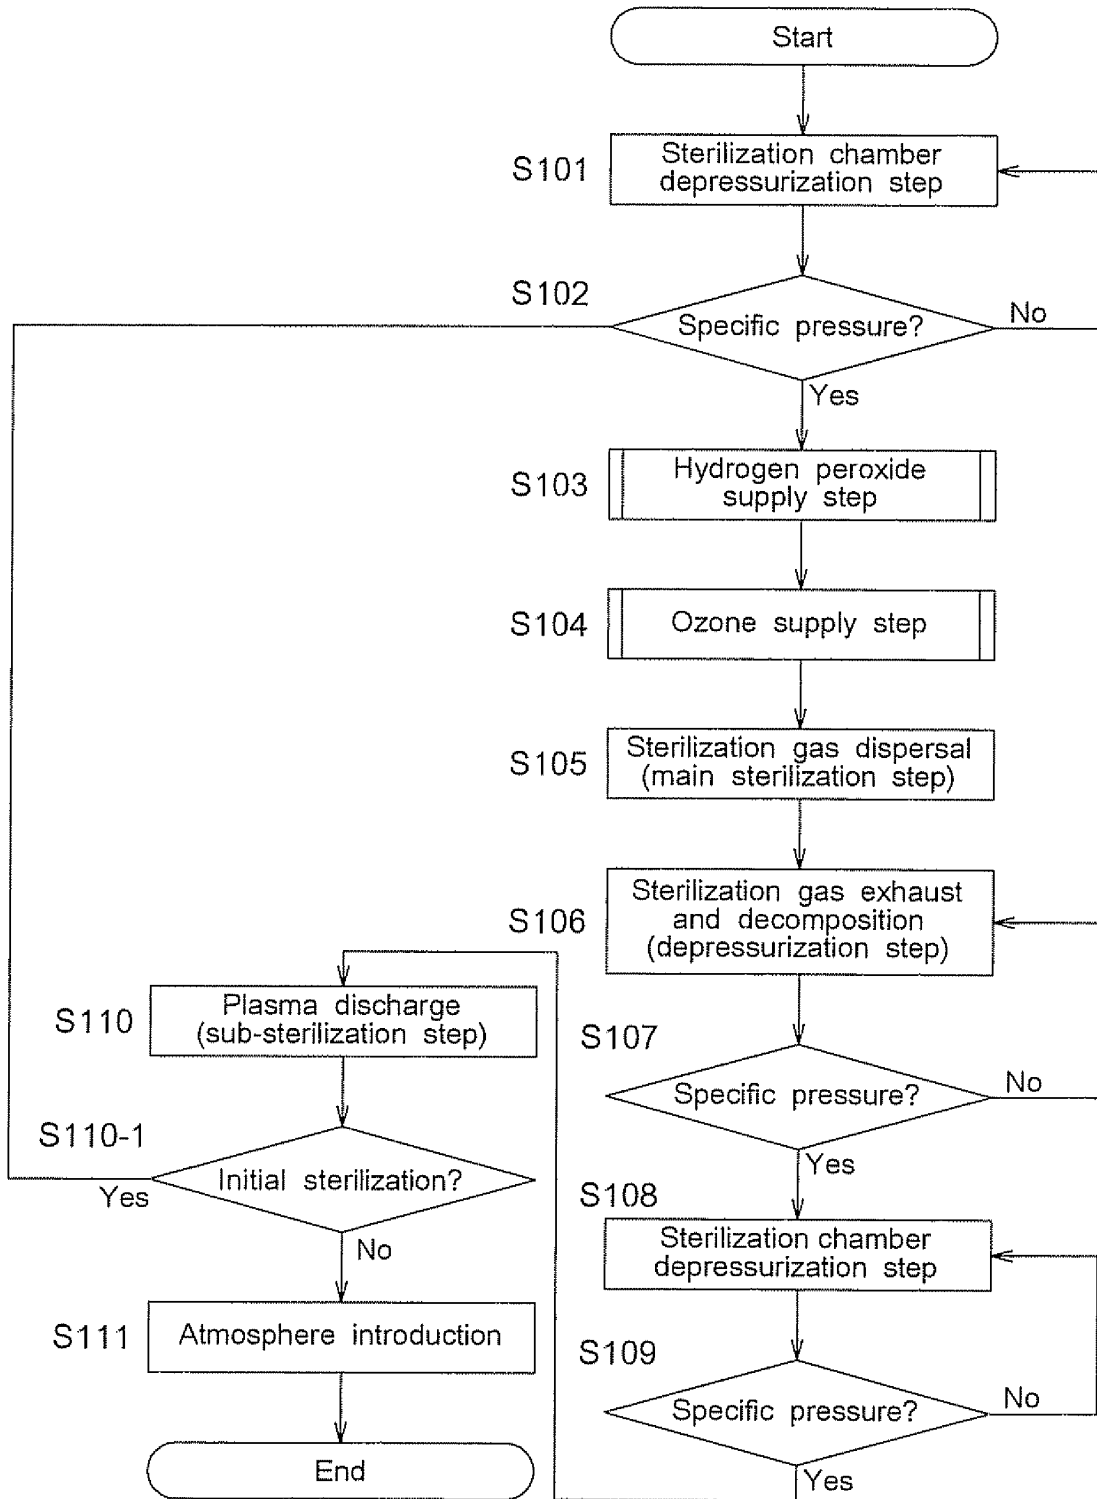 Start
S101
Sterilization chamber
depressurization step
S102
Specific pressure?
No
Yes
S103
Hydrogen peroxide
supply step
S104
Ozone supply step
S105
Sterilization gas dispersal
(main sterilization step)
S106
Sterilization gas exhaust
and decomposition
(depressurization step)
S107
Specific pressure?
No
Yes
S108
Sterilization chamber
depressurization step
S109
Specific pressure?
No
Yes
S110
Plasma discharge
(sub-sterilization step)
S110-1
Initial sterilization?
Yes
No
S111
Atmosphere introduction
End